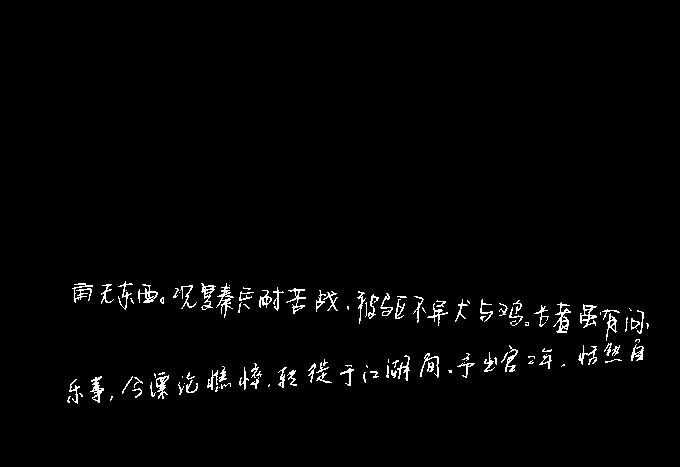 亩无东西。况复秦兵耐苦战,被驱不异犬与鸡。长者虽有问,
乐事,今漂沦憔悴,转徙于江湖间。予出官二年,恬然自